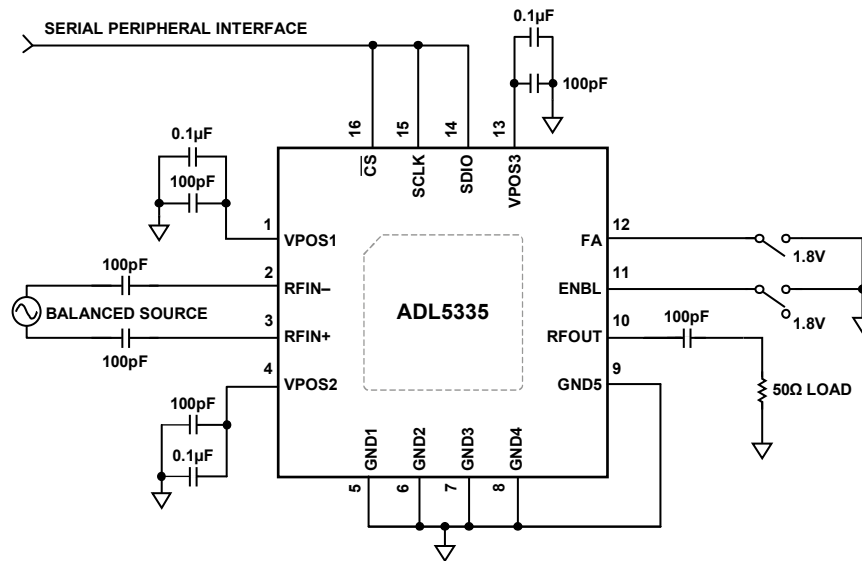 SERIAL PERIPHERAL INTERFACE
0.1µF
100pF
16
15
14
13
CS
SCLK
SDIO
VPOS3
0.1µF
100pF
1
VPOS1
100pF
2
RFIN–
BALANCED SOURCE
3
RFIN+
100pF
4
VPOS2
100pF
0.1µF
ADL5335
12
FA
1.8V
11
ENBL
1.8V
10
RFOUT
100pF
9
GND5
50Ω LOAD
GND1
GND2
GND3
GND4
5
6
7
8